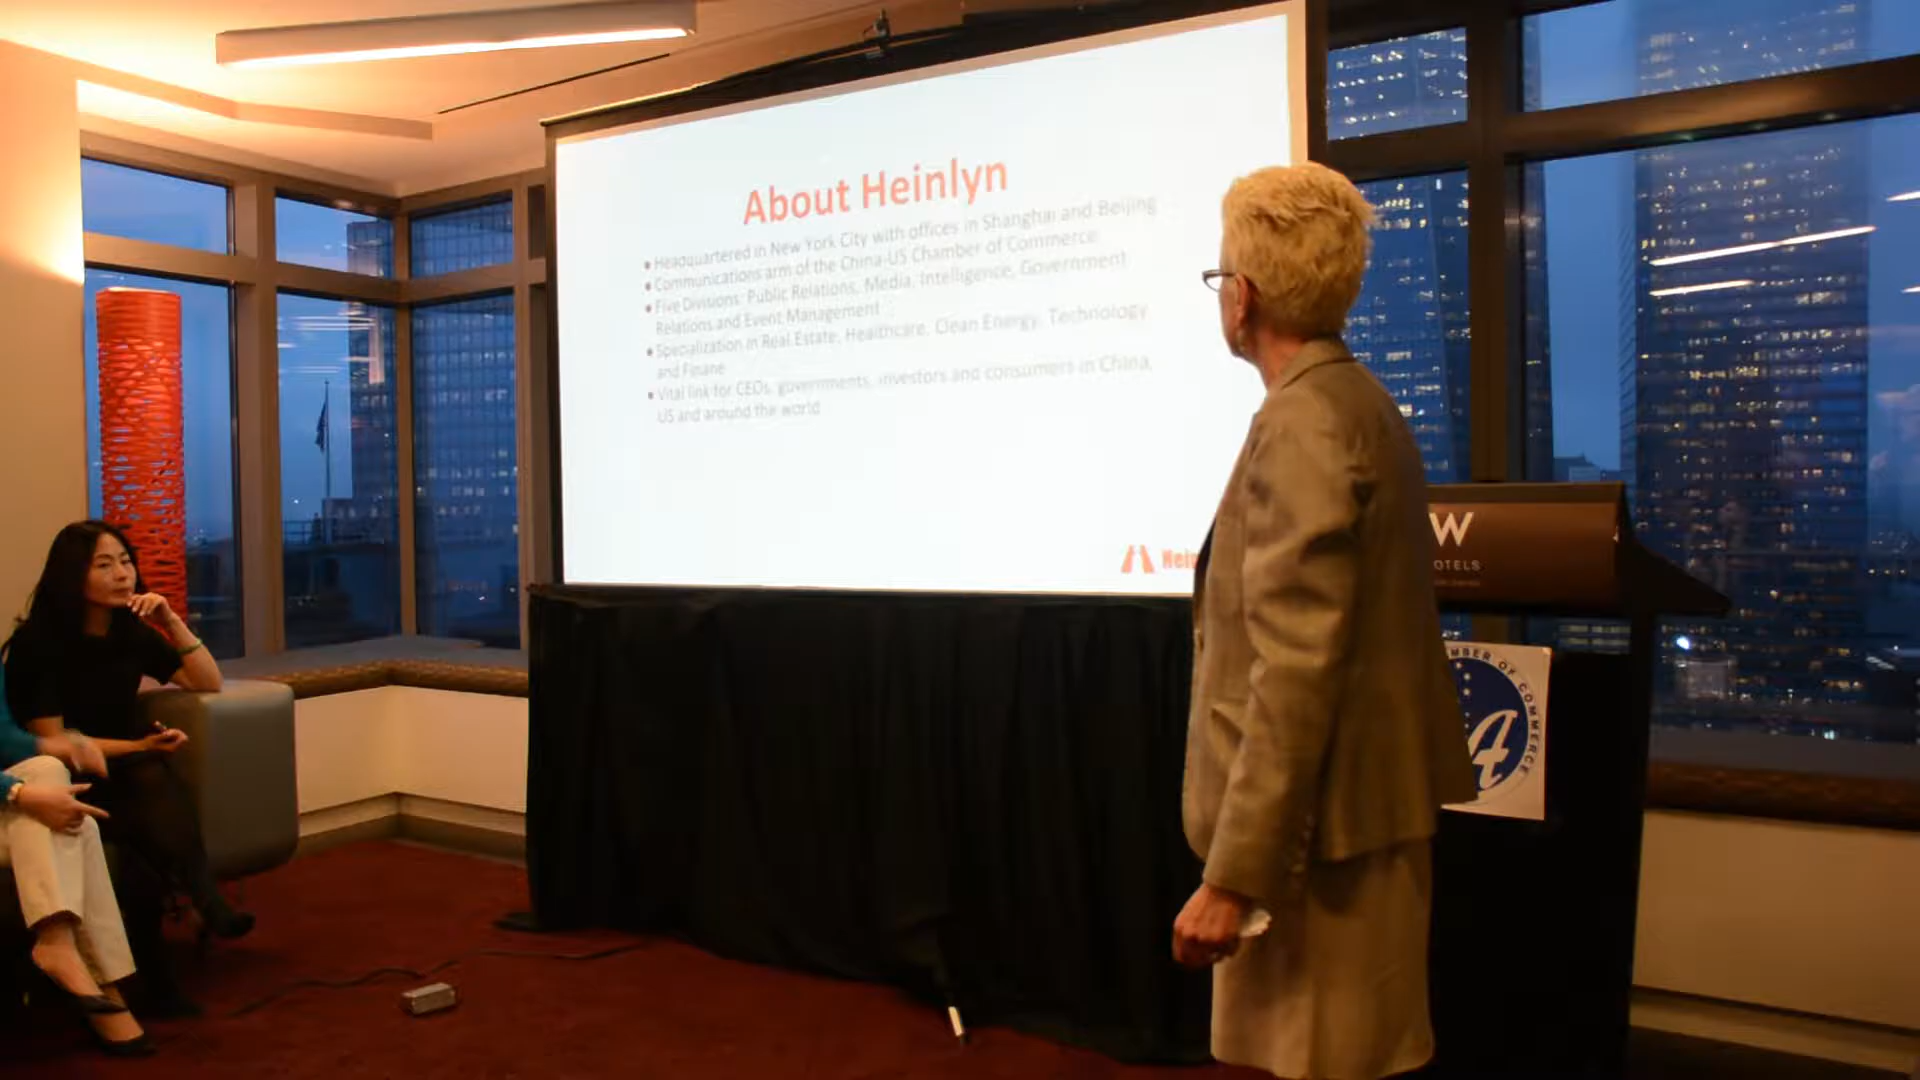 About Heinlyn
• Headquartered in New York City with offices in Shanghai and Beijing
• Communications arm of the China-US Chamber of Commerce
• Five Divisions: Public Relations, Media, Intelligence, Government
Relations and Event Management
• Specialization in Real Estate, Healthcare, Clean Energy, Technology
and Finane
• Vital link for CEOs, governments, investors and consumers in China,
US and around the world
Hein
W
OTELS
MBER OF COMMERCE
A